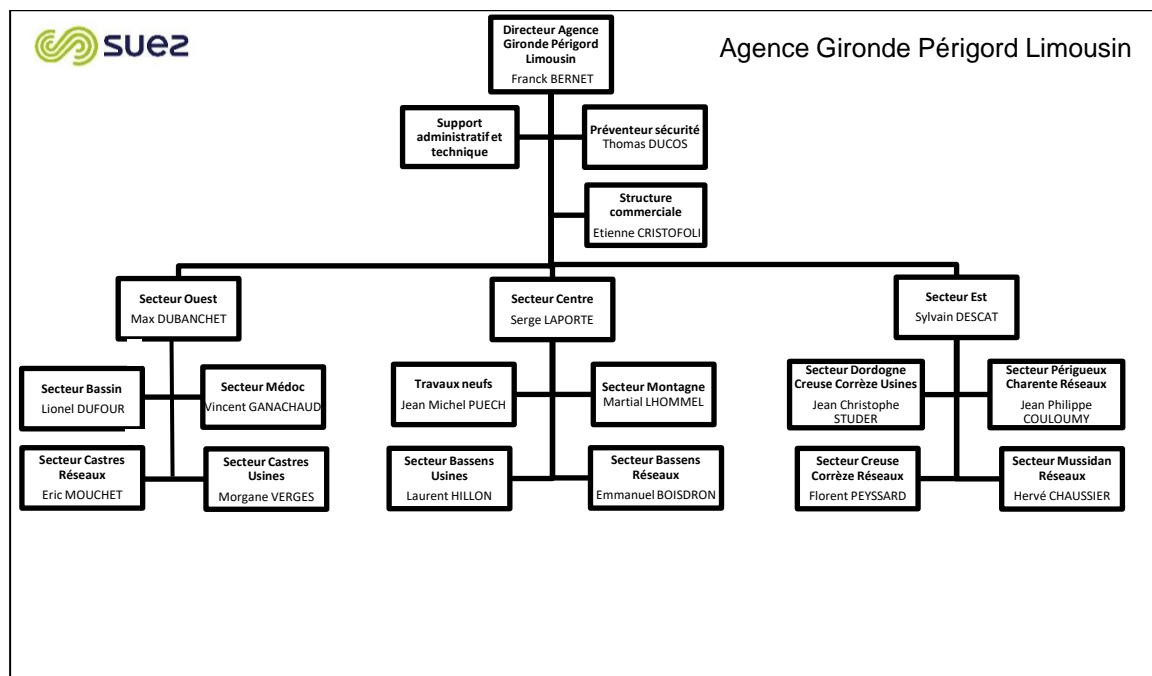 suez
Agence Gironde Périgord Limousin
Directeur Agence
Gironde Périgord
Limousin
Franck BERNET
Support
administratif et
technique
Préventeur sécurité
Thomas DUCOS
Structure
commerciale
Etienne CRISTOFOLI
Secteur Ouest
Max DUBANCHET
Secteur Centre
Serge LAPORTE
Secteur Est
Sylvain DESCAT
Secteur Bassin
Lionel DUFOUR
Secteur Médoc
Vincent GANACHAUD
Secteur Castres
Réseaux
Eric MOUCHET
Secteur Castres
Usines
Morgane VERGES
Travaux neufs
Jean Michel PUECH
Secteur Montagne
Martial LHOMMEL
Secteur Bassens
Usines
Laurent HILLON
Secteur Bassens
Réseaux
Emmanuel BOISDRON
Secteur Dordogne
Creuse Corrèze Usines
Jean Christophe
STUDER
Secteur Périgueux
Charente Réseaux
Jean Philippe
COULOUMY
Secteur Creuse
Corrèze Réseaux
Florent PEYSSARD
Secteur Mussidan
Réseaux
Hervé CHAUSSIER